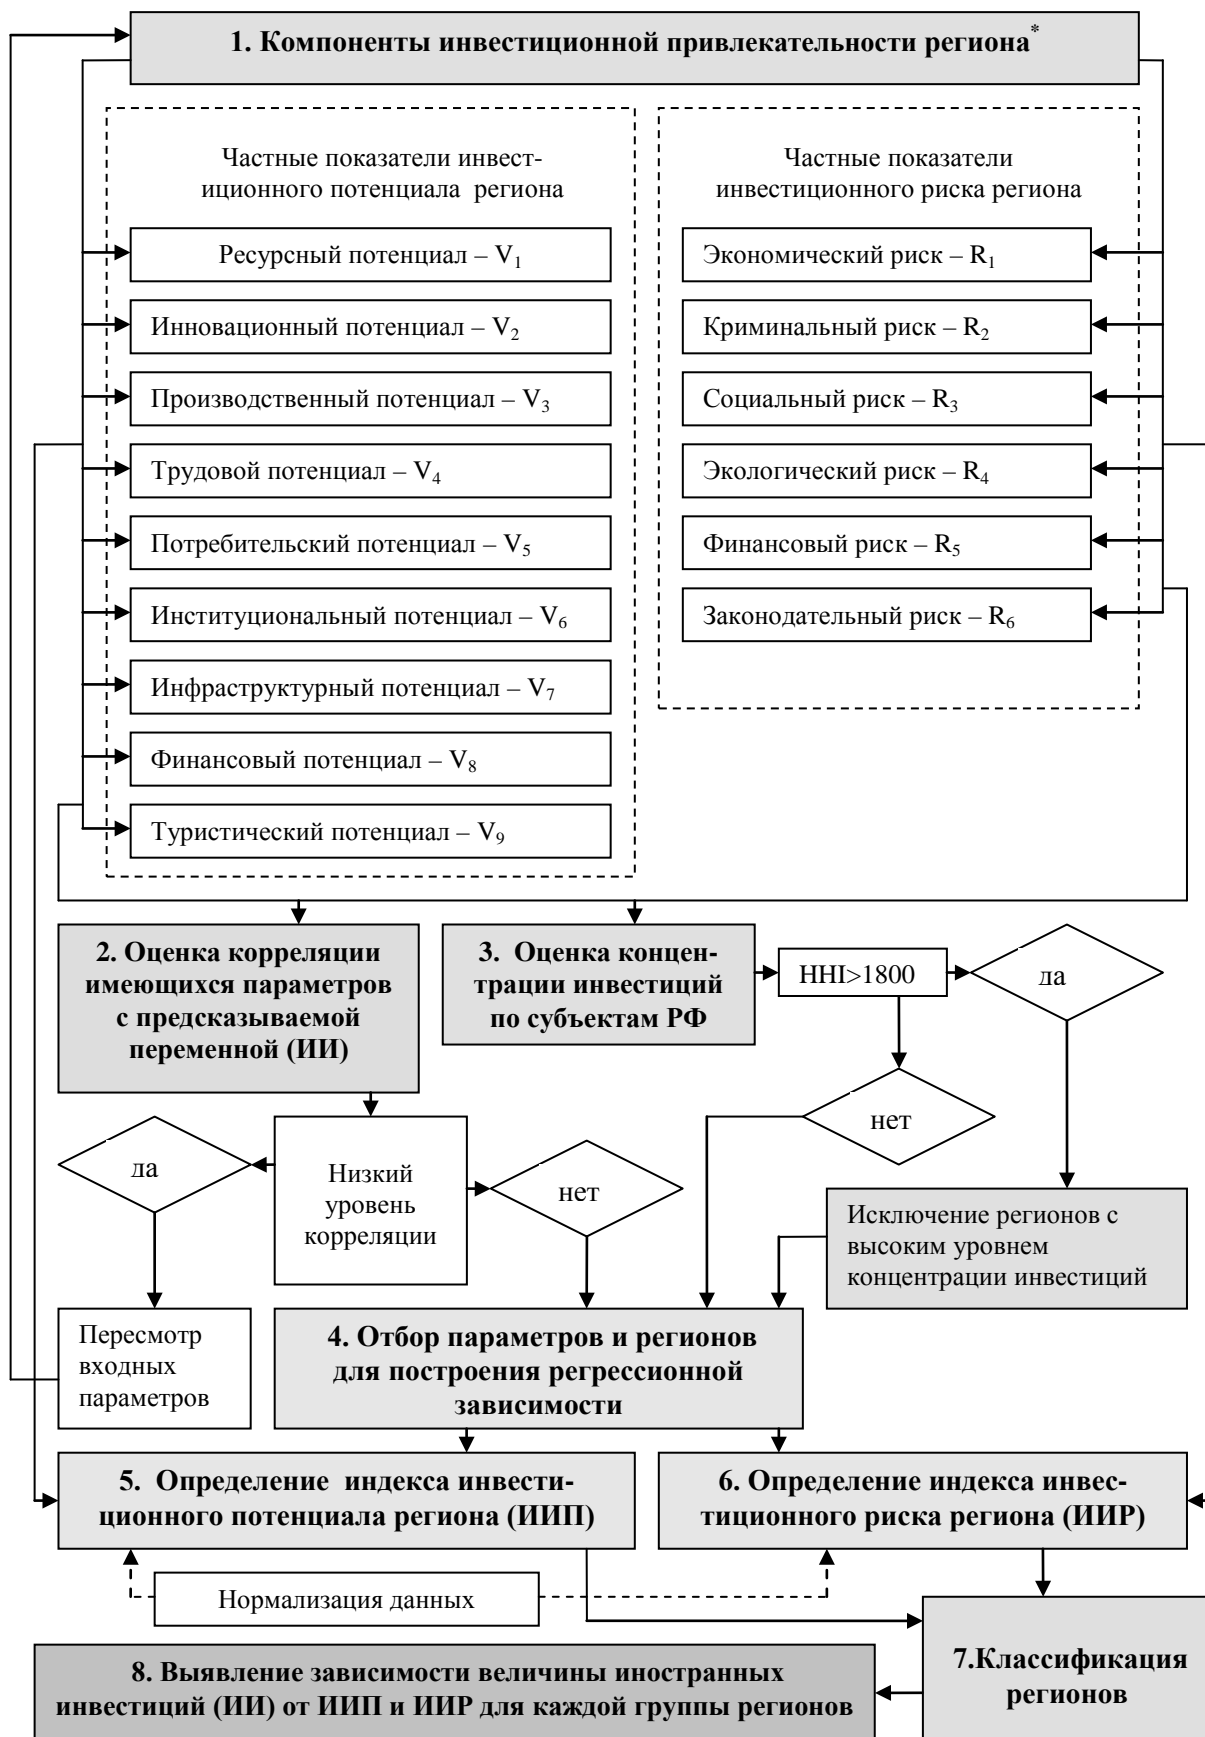 1. Компоненты инвестиционной привлекательности региона*
Частные показатели инвест-
иционного потенциала региона
Ресурсный потенциал – V1
Инновационный потенциал – V2
Производственный потенциал – V3
Трудовой потенциал – V4
Потребительский потенциал – V5
Институциональный потенциал – V6
Инфраструктурный потенциал – V7
Финансовый потенциал – V8
Туристический потенциал – V9
Частные показатели
инвестиционного риска региона
Экономический риск – R1
Криминальный риск – R2
Социальный риск – R3
Экологический риск – R4
Финансовый риск – R5
Законодательный риск – R6
2. Оценка корреляции
имеющихся параметров
с предсказываемой
переменной (ИИ)
3. Оценка концен-
трации инвестиций
по субъектам РФ
HHI>1800
да
нет
да
Низкий
уровень
корреляции
нет
Исключение регионов с
высоким уровнем
концентрации инвестиций
Пересмотр
входных
параметров
4. Отбор параметров и регионов
для построения регрессионной
зависимости
5. Определение индекса инвести-
ционного потенциала региона (ИИП)
6. Определение индекса инвес-
тиционного риска региона (ИИР)
Нормализация данных
7.Классификация
регионов
8. Выявление зависимости величины иностранных
инвестиций (ИИ) от ИИП и ИИР для каждой группы регионов